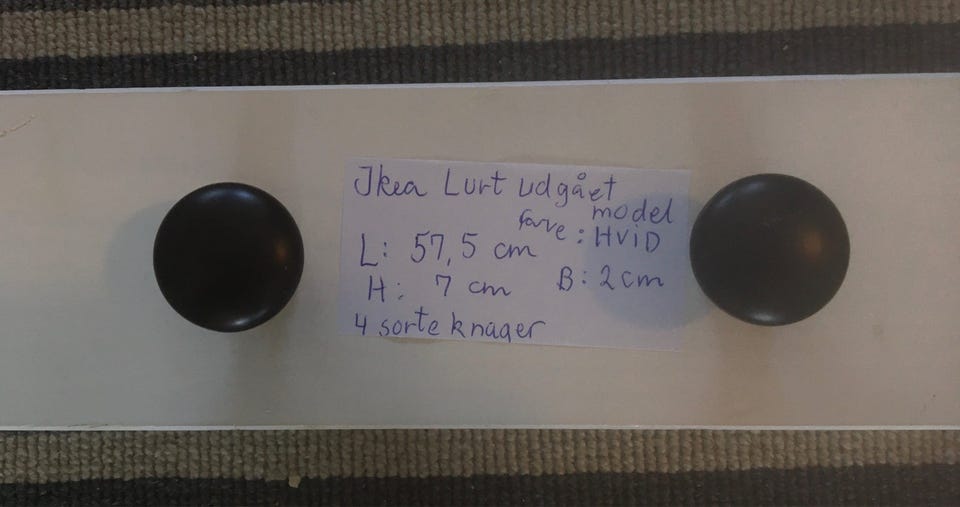 Ikea Lurt udgået
model
farve: HViD
L: 57,5 cm
H: 7 cm B: 2cm
4 sorte knager